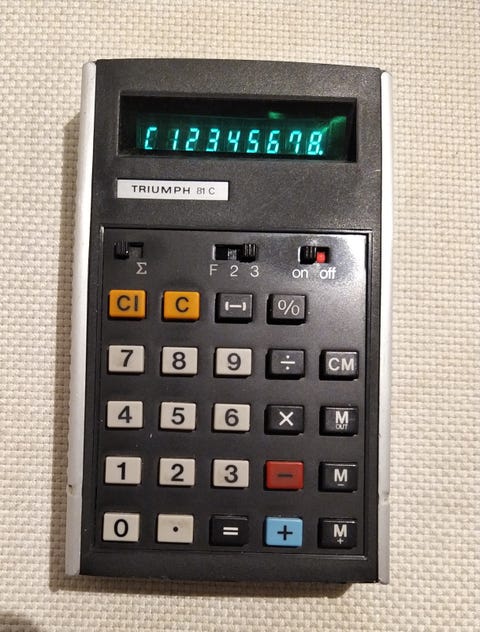 [12345678.
TRIUMPH 81 C
Σ F 2 3 on off
CI C (–) %
7 8 9 ÷ CM
4 5 6 × M OUT
1 2 3 – M –
0 . = + M +